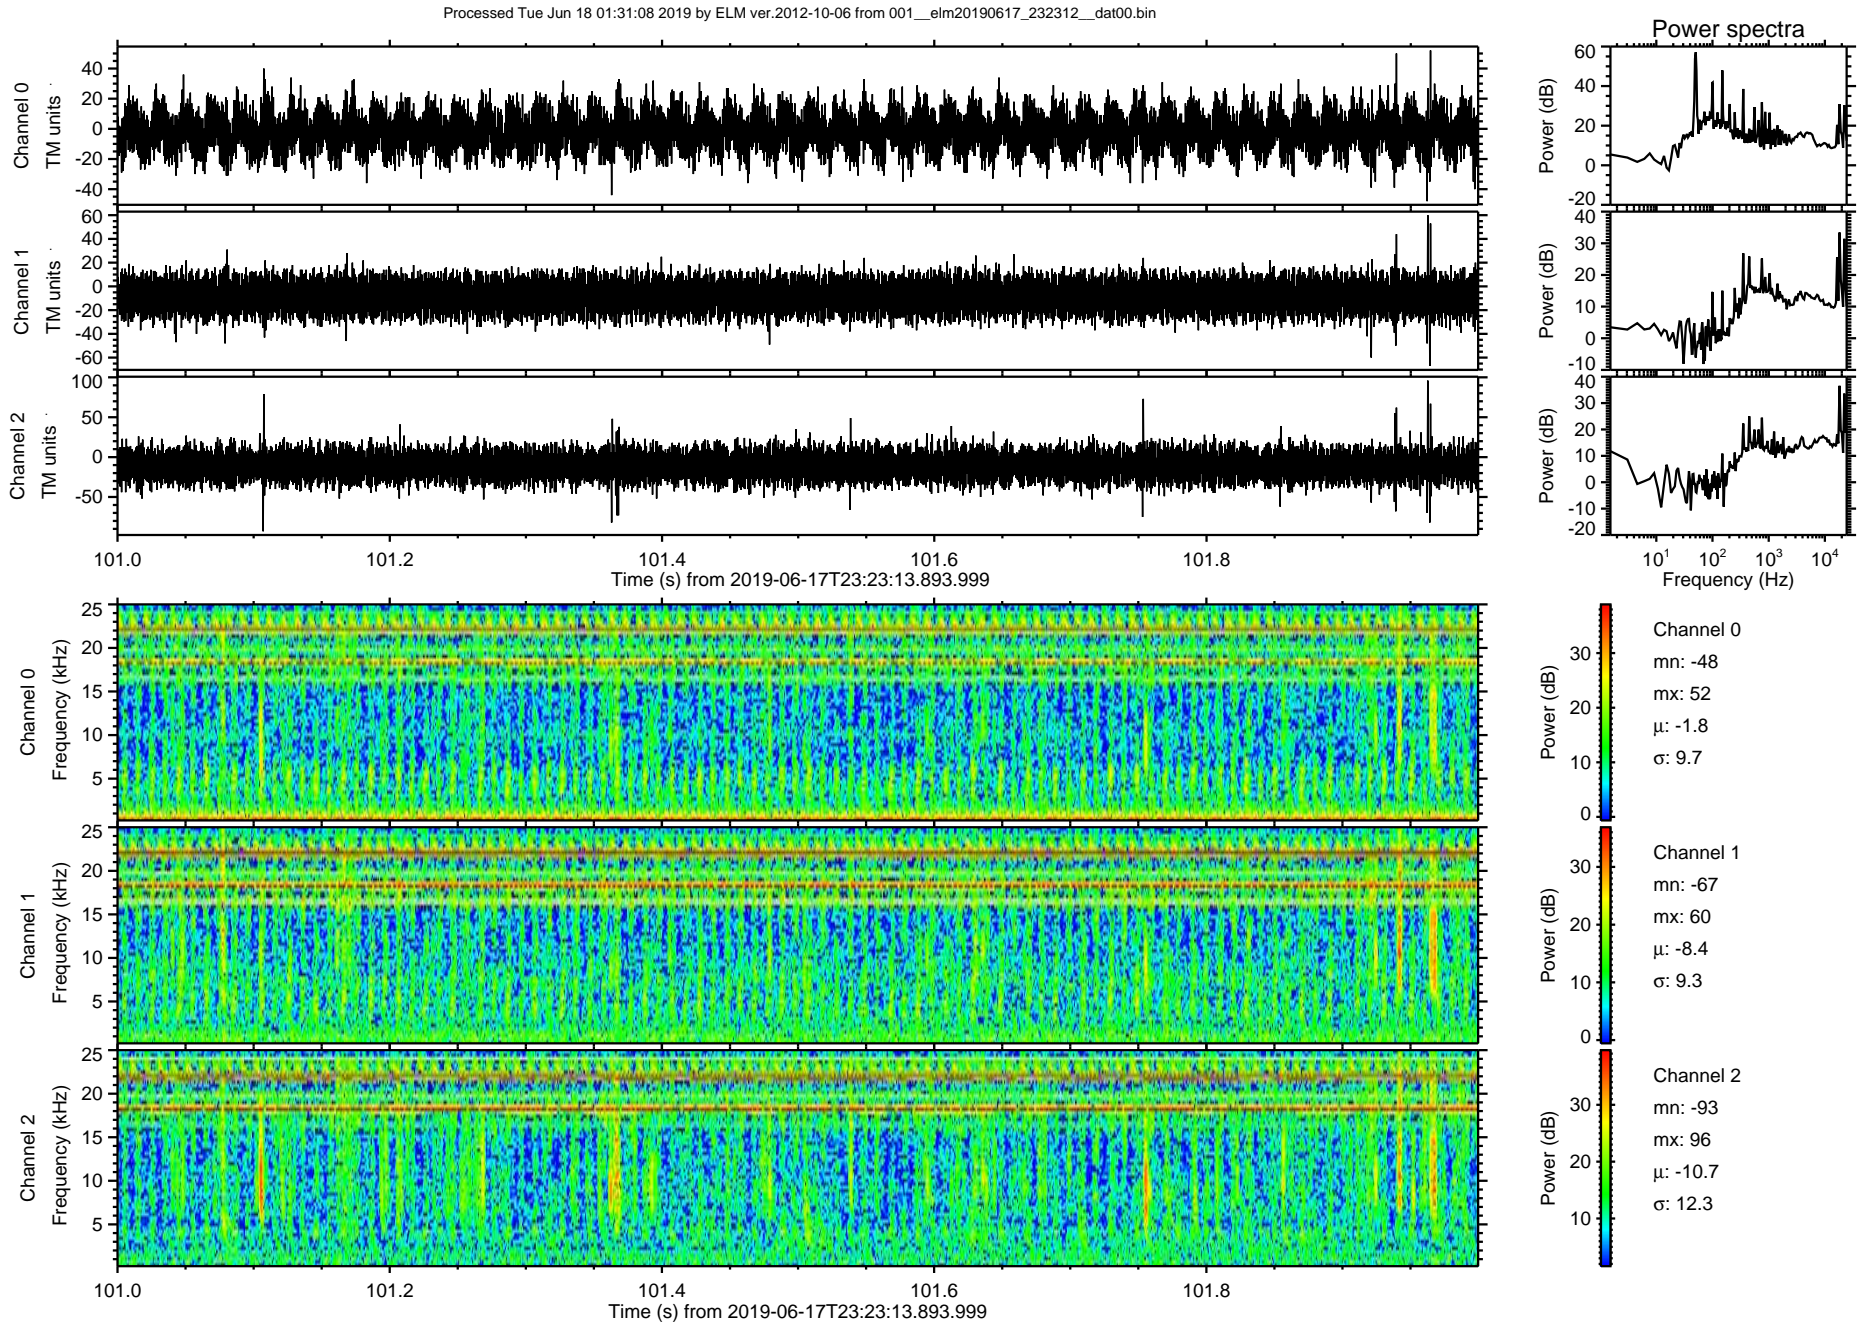 Processed Tue Jun 18 01:31:08 2019 by ELM ver.2012-10-06 from 001__elm20190617_232312__dat00.bin
Power spectra
Channel 0
TM units
40
20
0
-20
-40
Power (dB)
60
40
20
0
-20
Channel 1
TM units
60
40
20
0
-20
-40
-60
Power (dB)
40
30
20
10
0
-10
Channel 2
TM units
100
50
0
-50
Power (dB)
40
30
20
10
0
-10
-20
101.0 101.2 101.4 101.6 101.8
Time (s) from 2019-06-17T23:23:13.893.999
10¹ 10² 10³ 10⁴
Frequency (Hz)
Channel 0
Frequency (kHz)
25
20
15
10
5
Power (dB)
30
20
10
0
Channel 0
mn: -48
mx: 52
μ: -1.8
σ: 9.7
Channel 1
Frequency (kHz)
25
20
15
10
5
Power (dB)
30
20
10
0
Channel 1
mn: -67
mx: 60
μ: -8.4
σ: 9.3
Channel 2
Frequency (kHz)
25
20
15
10
5
Power (dB)
30
20
10
Channel 2
mn: -93
mx: 96
μ: -10.7
σ: 12.3
101.0 101.2 101.4 101.6 101.8
Time (s) from 2019-06-17T23:23:13.893.999